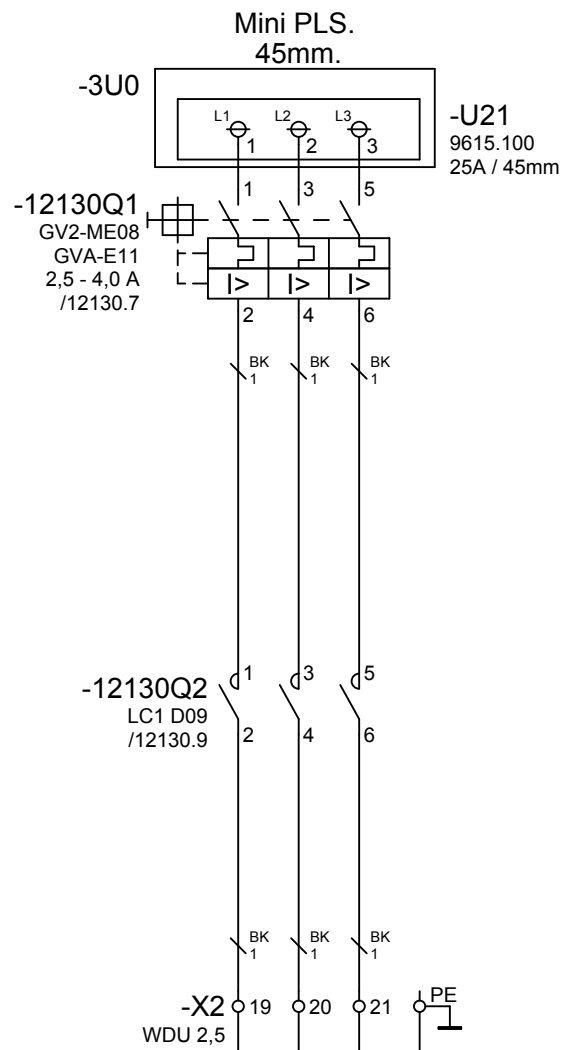 Mini PLS.
45mm.
-3U0
L1 L2 L3
1 2 3
-U21
9615.100
25A / 45mm
1 3 5
-12130Q1
GV2-ME08
GVA-E11
2,5 - 4,0 A
/12130.7
I> I> I>
2 4 6
BK BK BK
1 1 1
1 3 5
-12130Q2
LC1 D09
/12130.9
2 4 6
BK BK BK
1 1 1
-X2 19 20 21 PE
WDU 2,5